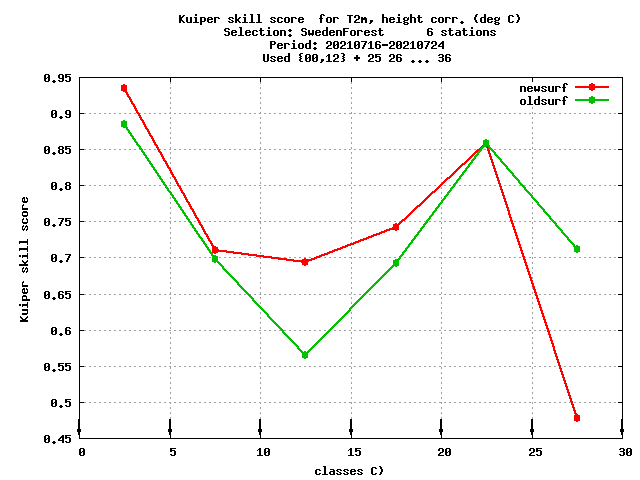 Kuiper skill score  for T2m, height corr. (deg C)
Selection: SwedenForest      6 stations
Period: 20210716-20210724
Used {00,12} + 25 26 ... 36
newsurf
oldsurf
0.95
0.9
0.85
0.8
0.75
0.7
0.65
0.6
0.55
0.5
0.45
Kuiper skill score
0 5 10 15 20 25 30
classes C)